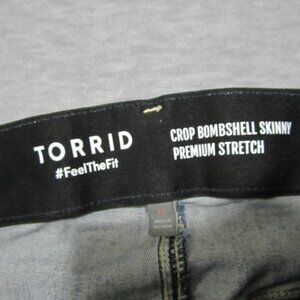 TORRID
#FeelTheFit
CROP BOMBSHELL SKINNY
PREMIUM STRETCH